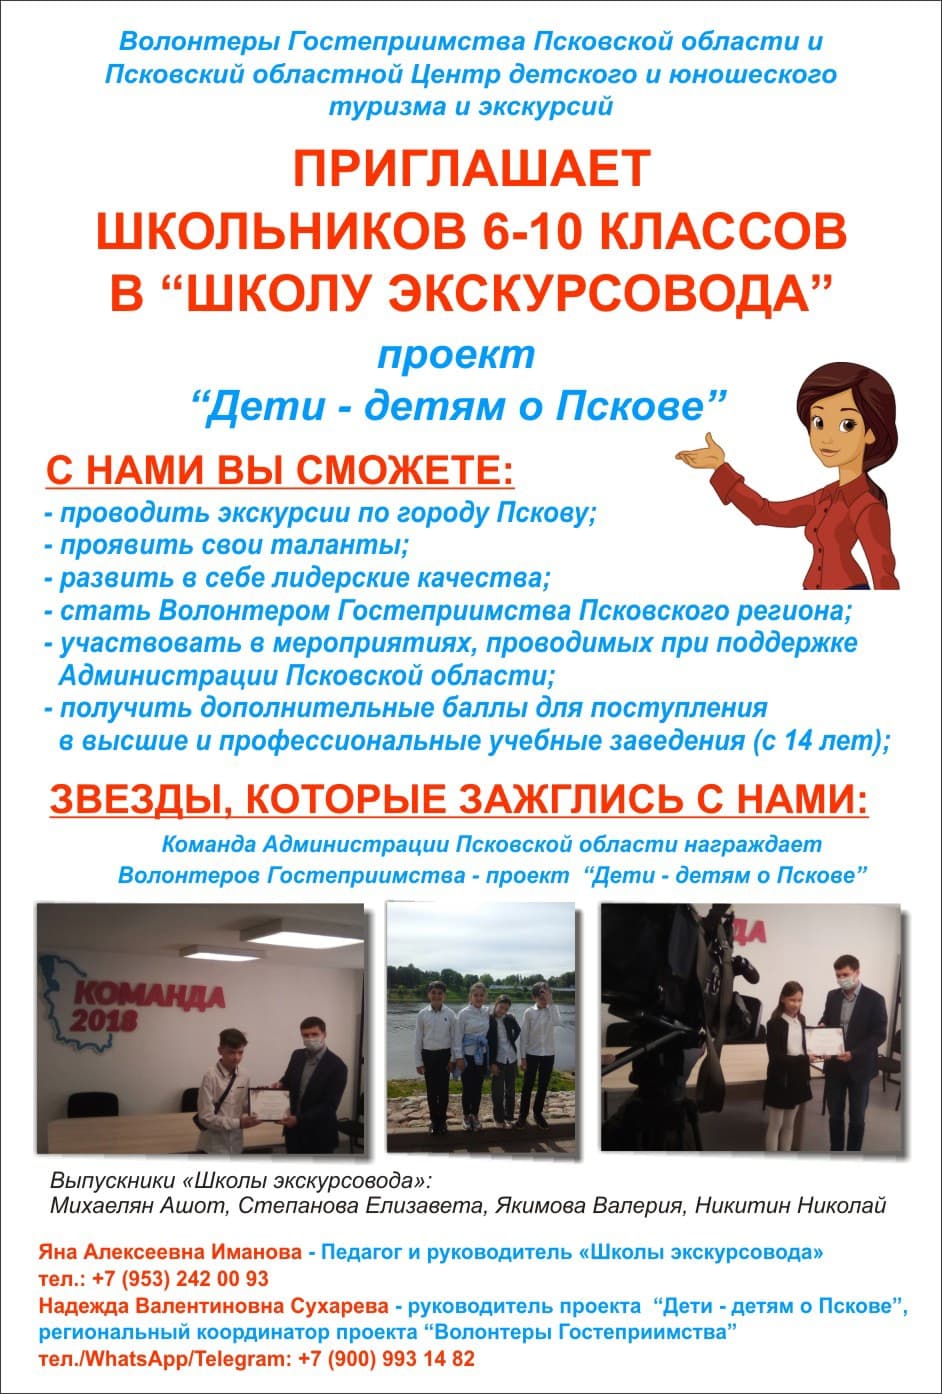 Волонтеры Гостеприимства Псковской области и
Псковский областной Центр детского и юношеского
туризма и экскурсий
ПРИГЛАШАЕТ
ШКОЛЬНИКОВ 6-10 КЛАССОВ
В “ШКОЛУ ЭКСКУРСОВОДА”
проект
“Дети - детям о Пскове”
С НАМИ ВЫ СМОЖЕТЕ:
- проводить экскурсии по городу Пскову;
- проявить свои таланты;
- развить в себе лидерские качества;
- стать Волонтером Гостеприимства Псковского региона;
- участвовать в мероприятиях, проводимых при поддержке
Администрации Псковской области;
- получить дополнительные баллы для поступления
в высшие и профессиональные учебные заведения (с 14 лет);
ЗВЕЗДЫ, КОТОРЫЕ ЗАЖГЛИСЬ С НАМИ:
Команда Администрации Псковской области награждает
Волонтеров Гостеприимства - проект “Дети - детям о Пскове”
КОМАНДА
2018
ДА
Выпускники «Школы экскурсовода»:
Михаелян Ашот, Степанова Елизавета, Якимова Валерия, Никитин Николай
Яна Алексеевна Иманова - Педагог и руководитель «Школы экскурсовода»
тел.: +7 (953) 242 00 93
Надежда Валентиновна Сухарева - руководитель проекта “Дети - детям о Пскове”,
региональный координатор проекта “Волонтеры Гостеприимства”
тел./WhatsApp/Telegram: +7 (900) 993 14 82